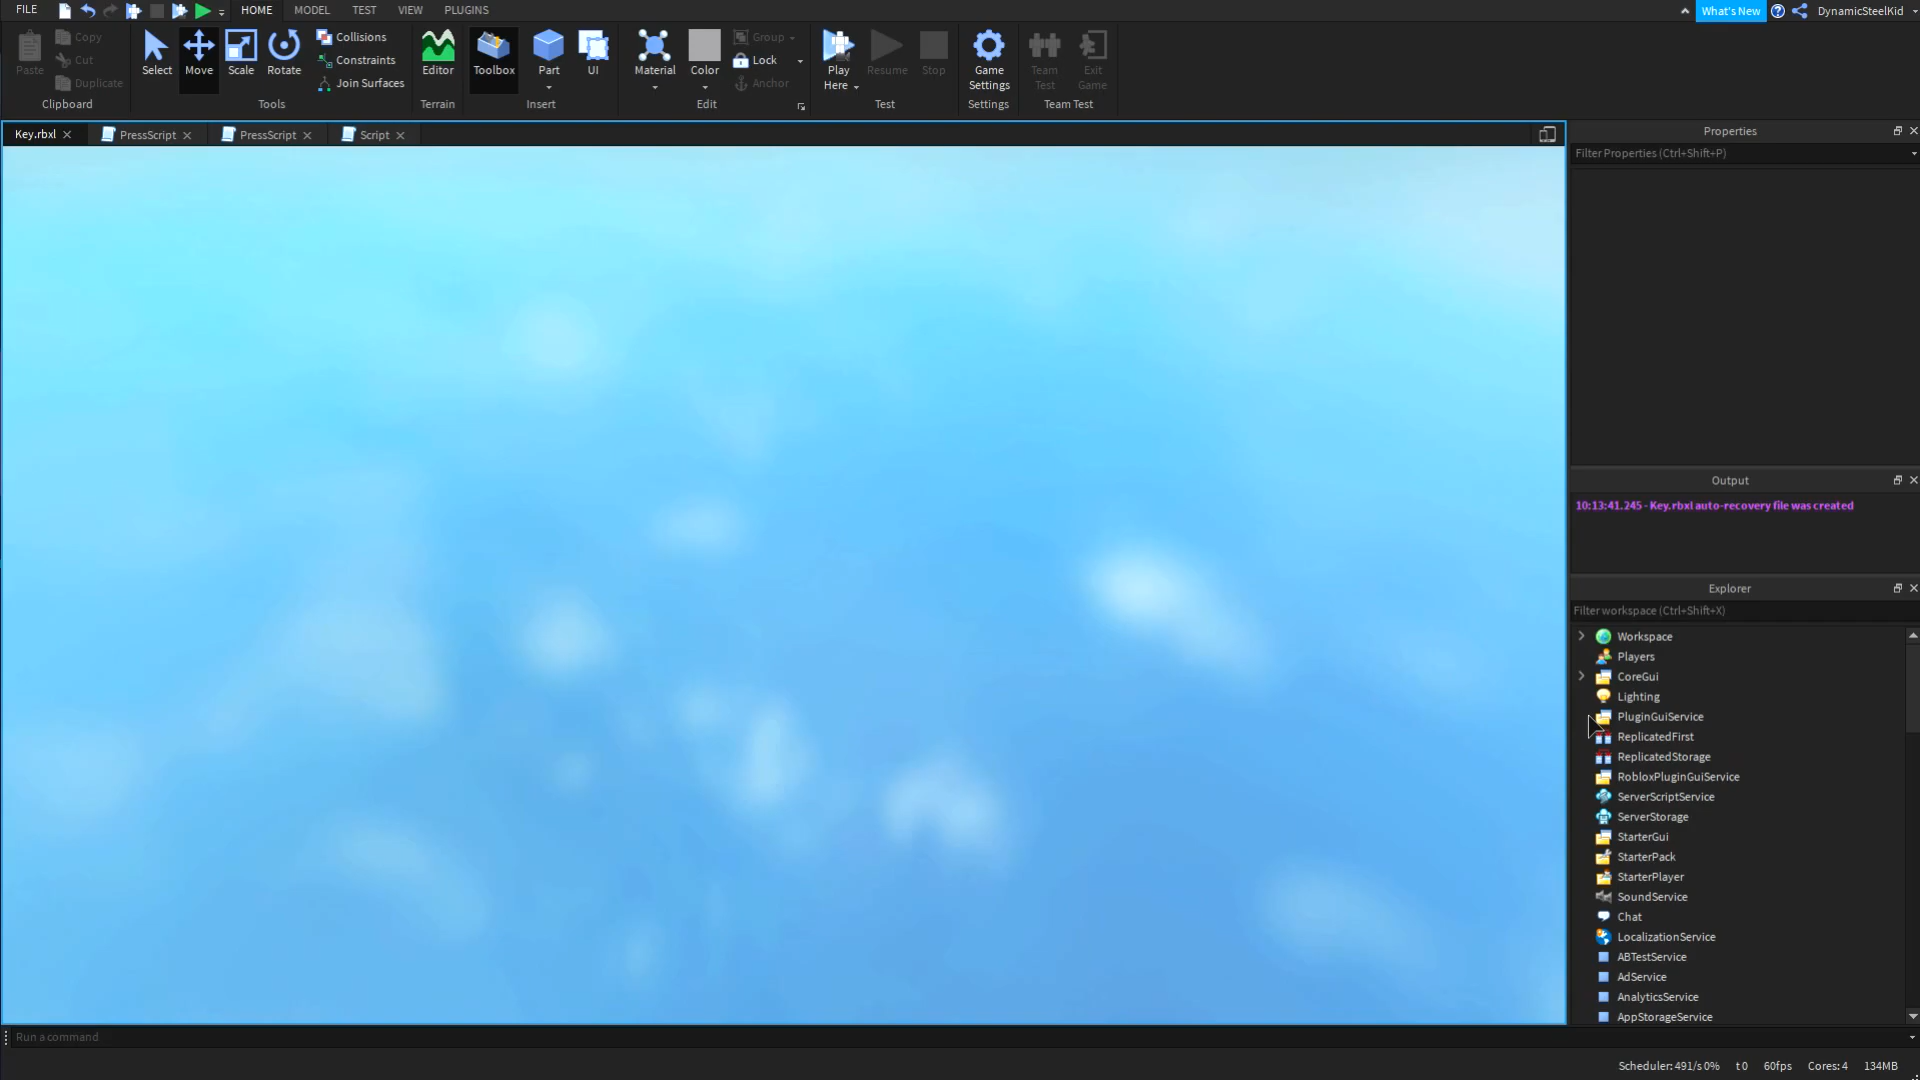 FILE
HOME
MODEL
TEST
VIEW
PLUGINS
What's New
DynamicSteelKid
Paste
Copy
Cut
Duplicate
Clipboard
Select
Move
Scale
Rotate
Collisions
Constraints
Join Surfaces
Tools
Editor
Terrain
Toolbox
Part
UI
Insert
Material
Color
Group
Lock
Anchor
Edit
Play
Here
Resume
Stop
Test
Game
Settings
Settings
Team
Test
Exit
Game
Team Test
Key.rbxl
PressScript
PressScript
Script
Properties
Filter Properties (Ctrl+Shift+P)
Output
10:13:41.245 - Key.rbxl auto-recovery file was created
Explorer
Filter workspace (Ctrl+Shift+X)
Workspace
Players
CoreGui
Lighting
PluginGuiService
ReplicatedFirst
ReplicatedStorage
RobloxPluginGuiService
ServerScriptService
ServerStorage
StarterGui
StarterPack
StarterPlayer
SoundService
Chat
LocalizationService
ABTestService
AdService
AnalyticsService
AppStorageService
Run a command
Scheduler: 491/s 0% t 0 60fps Cores: 4 134MB